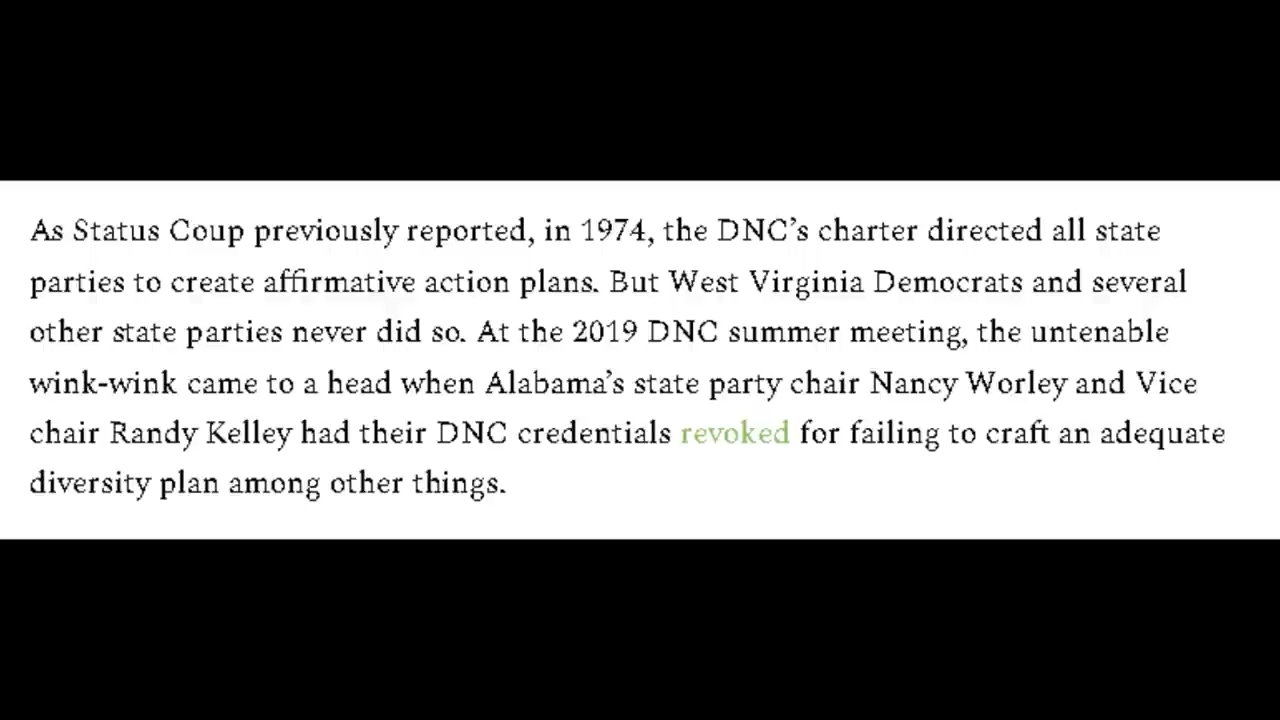 As Status Coup previously reported, in 1974, the DNC’s charter directed all state
parties to create affirmative action plans. But West Virginia Democrats and several
other state parties never did so. At the 2019 DNC summer meeting, the untenable
wink-wink came to a head when Alabama’s state party chair Nancy Worley and Vice
chair Randy Kelley had their DNC credentials revoked for failing to craft an adequate
diversity plan among other things.